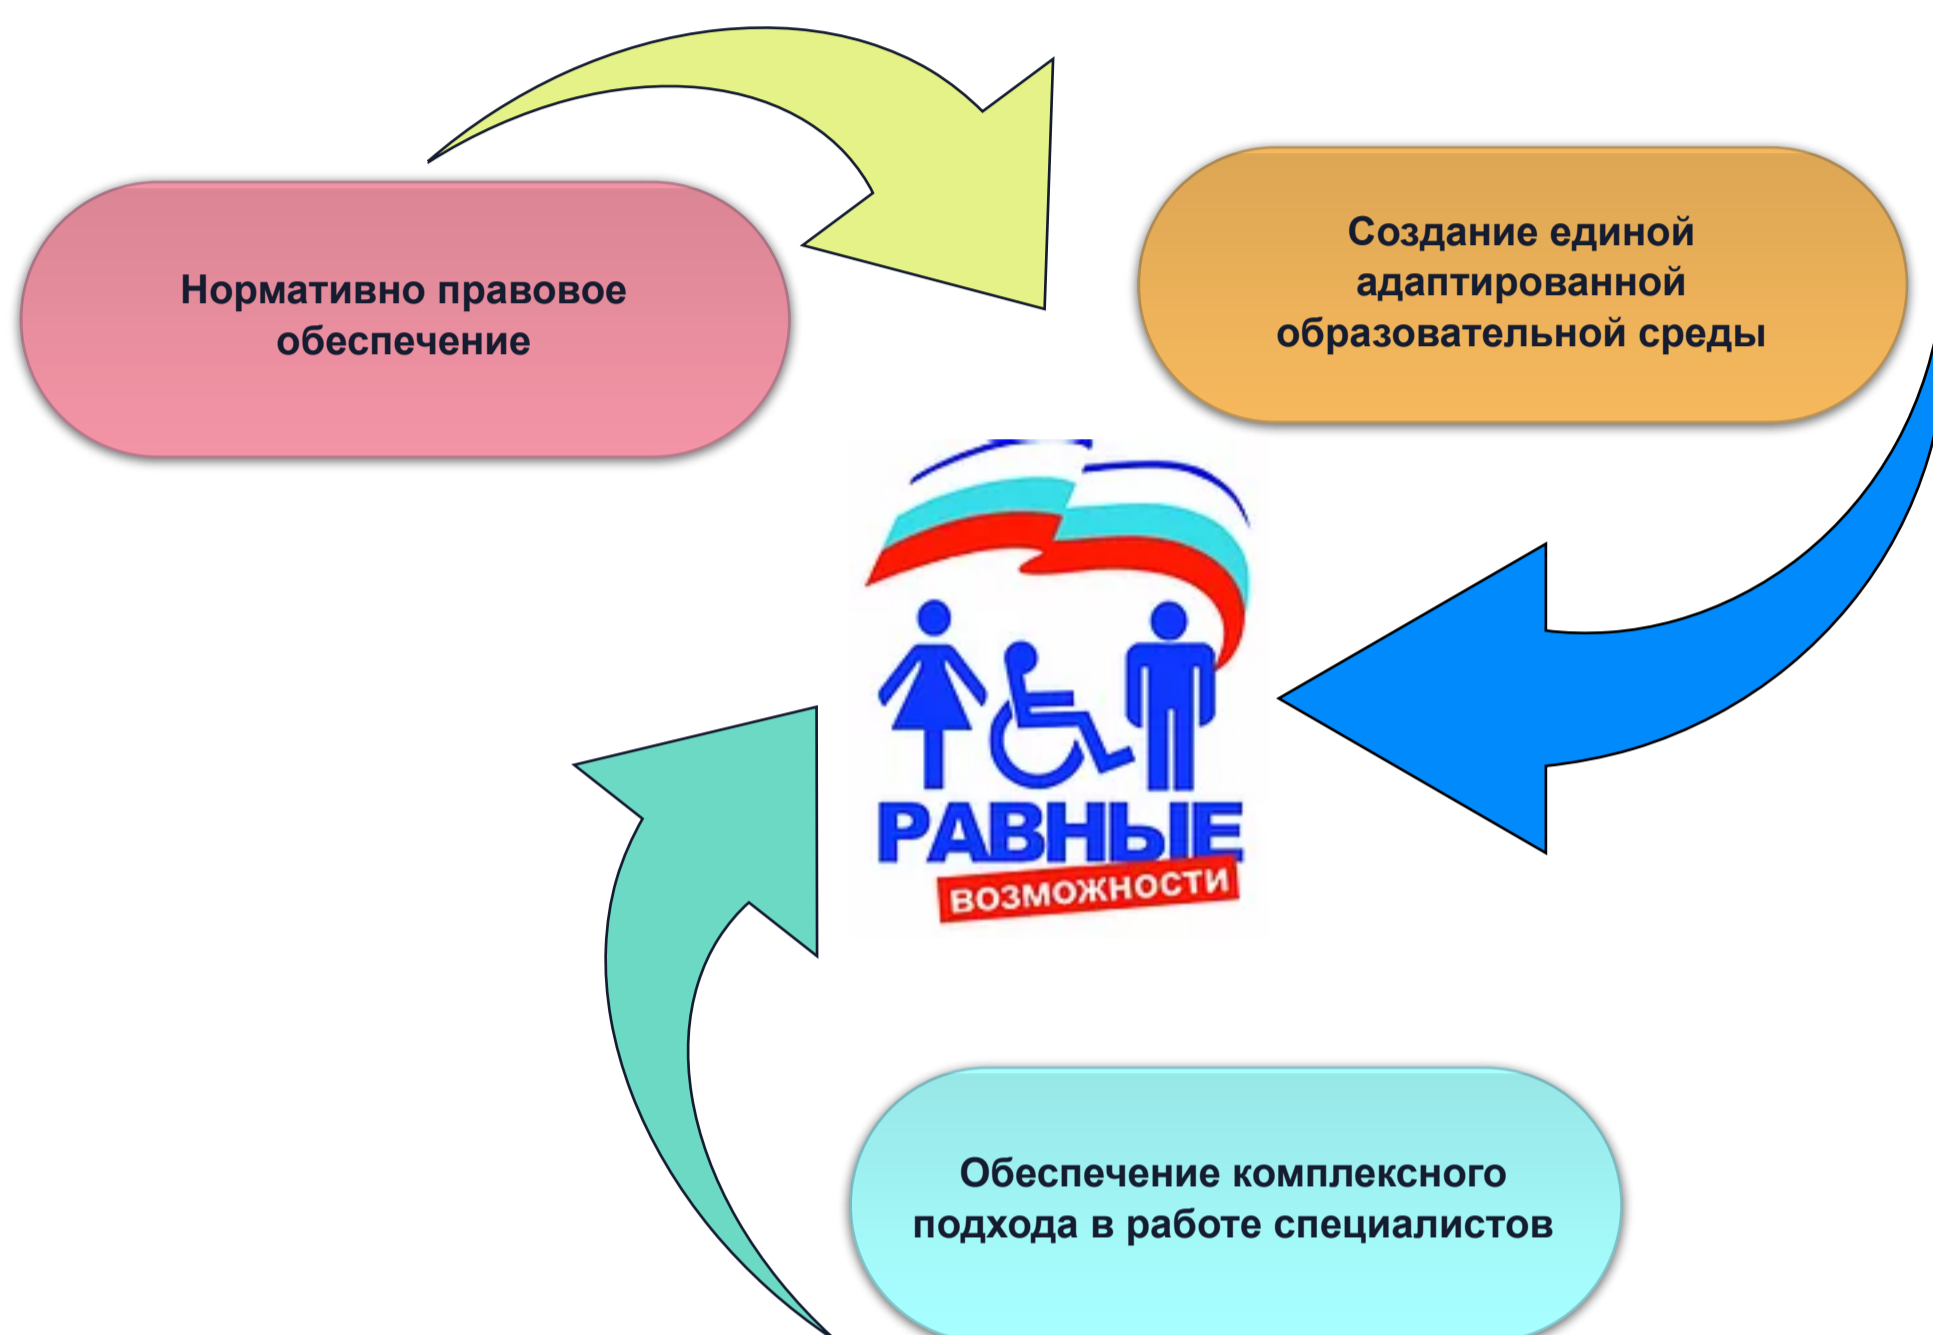 Нормативно правовое
обеспечение
Создание единой
адаптированной
образовательной среды
РАВНЫЕ
ВОЗМОЖНОСТИ
Обеспечение комплексного
подхода в работе специалистов